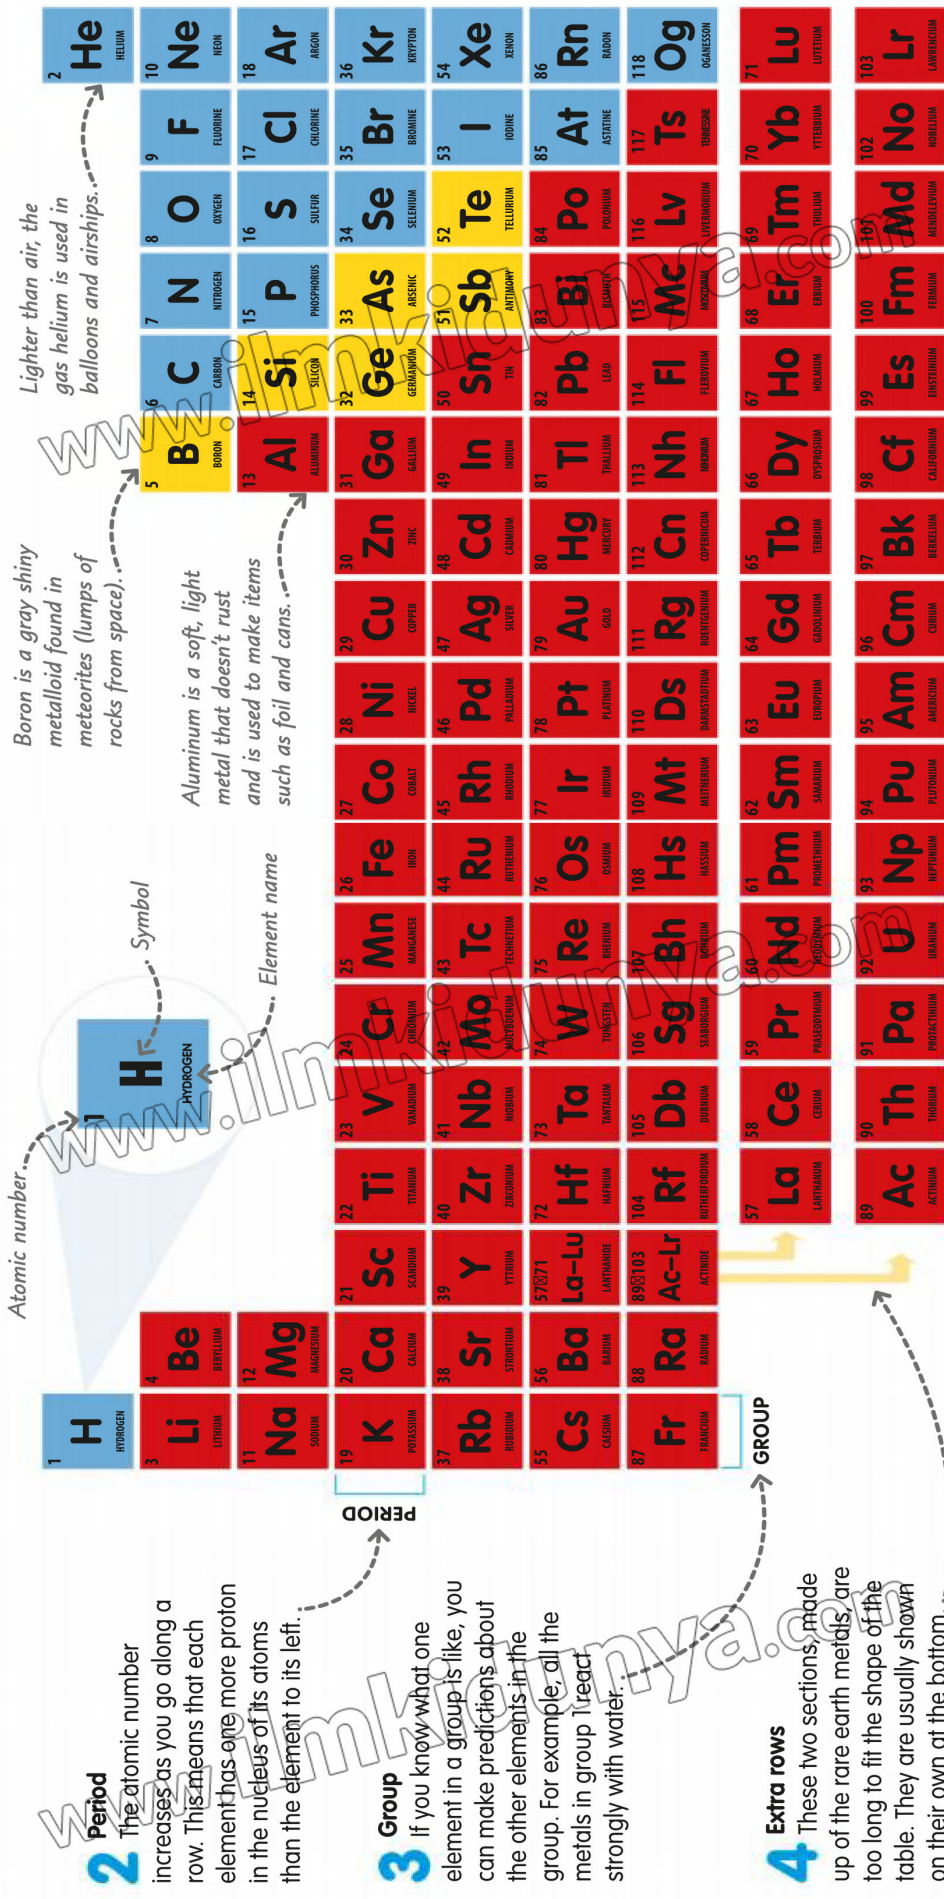 2 Period
The atomic number
increases as you go along a
row. This means that each
element has one more proton
in the nucleus of its atoms
than the element to its left.
3 Group
If you know what one
element in a group is like, you
can make predictions about
the other elements in the
group. For example, all the
metals in group 1 react
strongly with water.
4 Extra rows
These two sections, made
up of the rare earth metals, are
too long to fit the shape of the
table. They are usually shown
on their own at the bottom
Atomic number
1
H
HYDROGEN
Symbol
Element name
Boron is a gray shiny
metalloid found in
meteorites (lumps of
rocks from space).
Aluminum is a soft, light
metal that doesn't rust
and is used to make items
such as foil and cans.
Lighter than air, the
gas helium is used in
balloons and airships.
PERIOD
GROUP
1 H HYDROGEN
2 He HELIUM
3 Li LITHIUM
4 Be BERYLLIUM
5 B BORON
6 C CARBON
7 N NITROGEN
8 O OXYGEN
9 F FLUORINE
10 Ne NEON
11 Na SODIUM
12 Mg MAGNESIUM
13 Al ALUMINUM
14 Si SILICON
15 P PHOSPHORUS
16 S SULFUR
17 Cl CHLORINE
18 Ar ARGON
19 K POTASSIUM
20 Ca CALCIUM
21 Sc SCANDIUM
22 Ti TITANIUM
23 V VANADIUM
24 Cr CHROMIUM
25 Mn MANGANESE
26 Fe IRON
27 Co COBALT
28 Ni NICKEL
29 Cu COPPER
30 Zn ZINC
31 Ga GALLIUM
32 Ge GERMANIUM
33 As ARSENIC
34 Se SELENIUM
35 Br BROMINE
36 Kr KRYPTON
37 Rb RUBIDIUM
38 Sr STRONTIUM
39 Y YTTRIUM
40 Zr ZIRCONIUM
41 Nb NIOBIUM
42 Mo MOLYBDENUM
43 Tc TECHNETIUM
44 Ru RUTHENIUM
45 Rh RHODIUM
46 Pd PALLADIUM
47 Ag SILVER
48 Cd CADMIUM
49 In INDIUM
50 Sn TIN
51 Sb ANTIMONY
52 Te TELLURIUM
53 I IODINE
54 Xe XENON
55 Cs CAESIUM
56 Ba BARIUM
57 71 La–Lu LANTHANIDE
72 Hf HAFNIUM
73 Ta TANTALUM
74 W TUNGSTEN
75 Re RHENIUM
76 Os OSMIUM
77 Ir IRIDIUM
78 Pt PLATINUM
79 Au GOLD
80 Hg MERCURY
81 Tl THALLIUM
82 Pb LEAD
83 Bi BISMUTH
84 Po POLONIUM
85 At ASTATINE
86 Rn RADON
87 Fr FRANCIUM
88 Ra RADIUM
89 103 Ac–Lr ACTINIDE
104 Rf RUTHERFORDIUM
105 Db DUBNIUM
106 Sg SEABORGIUM
107 Bh BOHRIUM
108 Hs HASSIUM
109 Mt MEITNERIUM
110 Ds DARMSTADTIUM
111 Rg ROENTGENIUM
112 Cn COPERNICUM
113 Nh NIHONIUM
114 Fl FLEROVIUM
115 Mc MOSCOVIUM
116 Lv LIVERMORIUM
117 Ts TENNESSINE
118 Og OGANESSON
57 La LANTHANUM
58 Ce CERIUM
59 Pr PRASEODYMIUM
60 Nd NEODYMIUM
61 Pm PROMETHIUM
62 Sm SAMARIUM
63 Eu EUROPIUM
64 Gd GADOLINIUM
65 Tb TERBIUM
66 Dy DYSPROSIUM
67 Ho HOLMIUM
68 Er ERBIUM
69 Tm THULIUM
70 Yb YTTERBIUM
71 Lu LUTETIUM
89 Ac ACTINIUM
90 Th THORIUM
91 Pa PROTACTINIUM
92 U URANIUM
93 Np NEPTUNIUM
94 Pu PLUTONIUM
95 Am AMERICIUM
96 Cm CURIUM
97 Bk BERKELIUM
98 Cf CALIFORNIUM
99 Es EINSTEINIUM
100 Fm FERMIUM
101 Md MENDELEVIUM
102 No NOBELIUM
103 Lr LAWRENCIUM
www.ilmkidunya.com
www.ilmkidunya.com
www.ilmkidunya.com